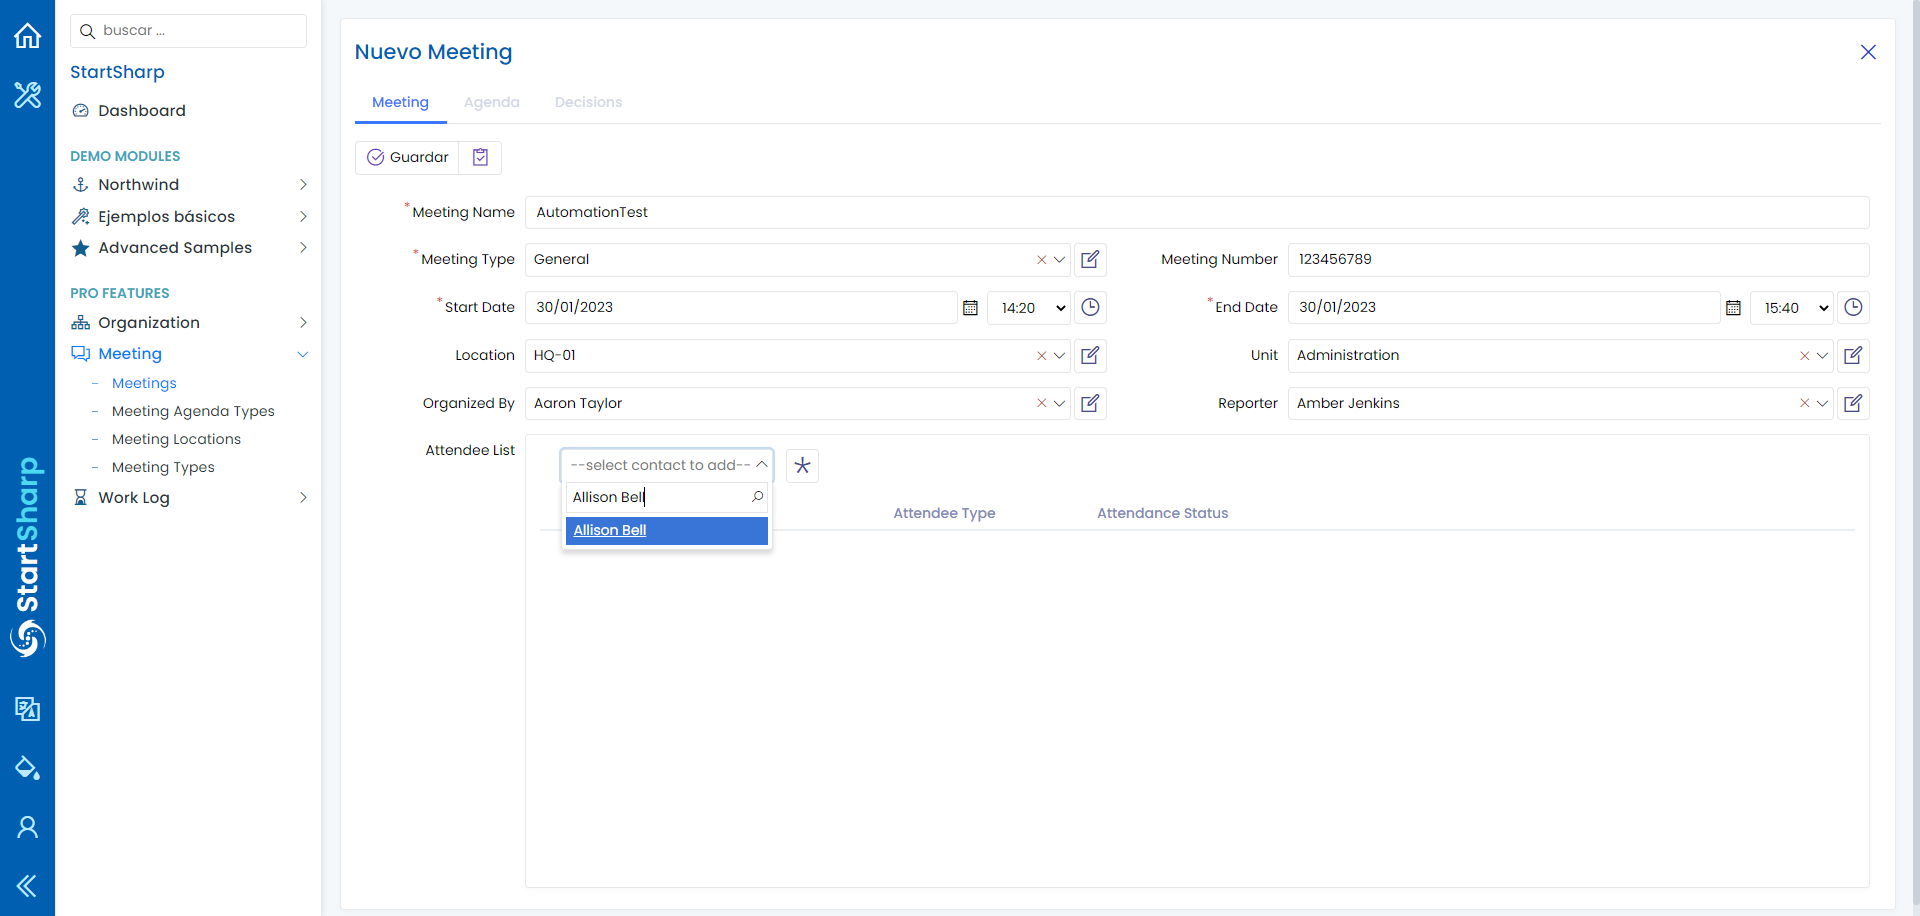 buscar ...
StartSharp
Dashboard
DEMO MODULES
Northwind
Ejemplos básicos
Advanced Samples
PRO FEATURES
Organization
Meeting
Meetings
Meeting Agenda Types
Meeting Locations
Meeting Types
Work Log
StartSharp
Nuevo Meeting
Meeting Agenda Decisions
Guardar
*Meeting Name AutomationTest
*Meeting Type General Meeting Number 123456789
*Start Date 30/01/2023 14:20 *End Date 30/01/2023 15:40
Location HQ-01 Unit Administration
Organized By Aaron Taylor Reporter Amber Jenkins
Attendee List
--select contact to add--
Allison Bell
Attendee Type Attendance Status
Allison Bell